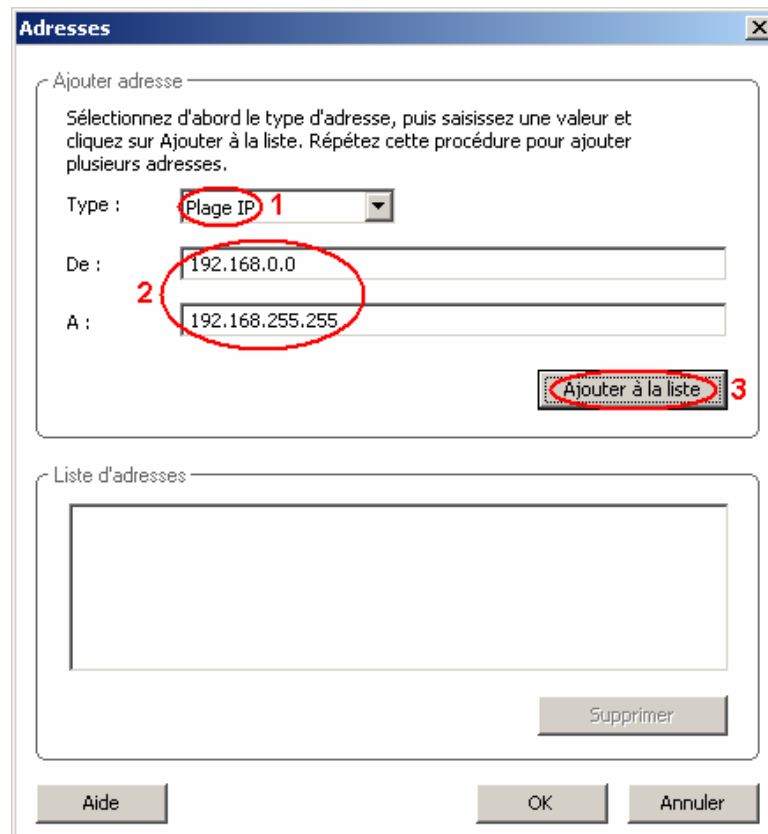 Adresses
Ajouter adresse
Sélectionnez d'abord le type d'adresse, puis saisissez une valeur et
cliquez sur Ajouter à la liste. Répétez cette procédure pour ajouter
plusieurs adresses.
Type : Plage IP 1
De : 192.168.0.0
2
A : 192.168.255.255
Ajouter à la liste 3
Liste d'adresses
Supprimer
Aide OK Annuler